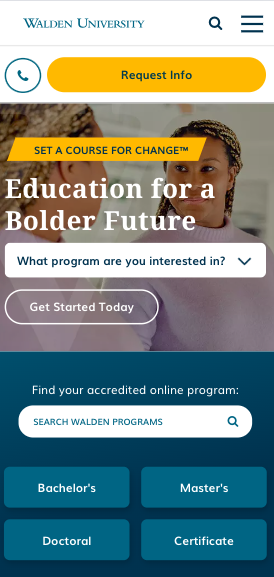 WALDEN UNIVERSITY
Request Info
SET A COURSE FOR CHANGE™
Education for a
Bolder Future
What program are you interested in?
Get Started Today
Find your accredited online program:
SEARCH WALDEN PROGRAMS
Bachelor's
Master's
Doctoral
Certificate